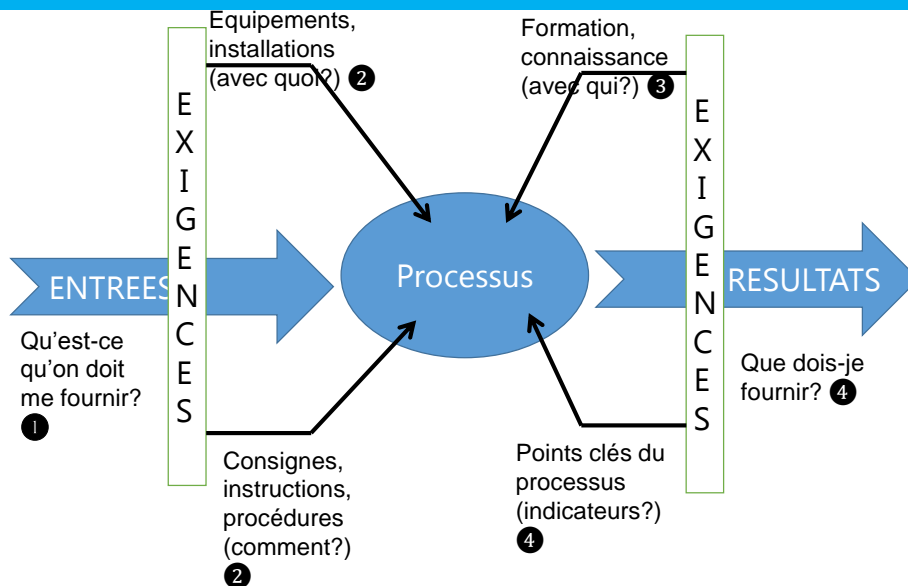 Equipements,
installations
(avec quoi?) ❷
Formation,
connaissance
(avec qui?) ❸
EXIGENCES
EXIGENCES
ENTREES
Processus
RESULTATS
Qu’est-ce
qu’on doit
me fournir?
❶
Que dois-je
fournir? ❹
Consignes,
instructions,
procédures
(comment?)
❷
Points clés du
processus
(indicateurs?)
❹